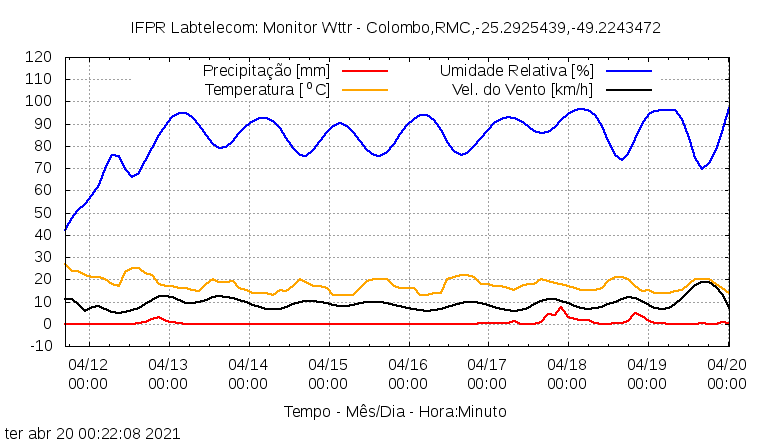 IFPR Labtelecom: Monitor Wttr - Colombo,RMC,-25.2925439,-49.2243472
120
110
100
90
80
70
60
50
40
30
20
10
0
-10
Precipitação [mm]
Temperatura [ ⁰C]
Umidade Relativa [%]
Vel. do Vento [km/h]
04/12 04/13 04/14 04/15 04/16 04/17 04/18 04/19 04/20
00:00 00:00 00:00 00:00 00:00 00:00 00:00 00:00 00:00
Tempo - Mês/Dia - Hora:Minuto
ter abr 20 00:22:08 2021